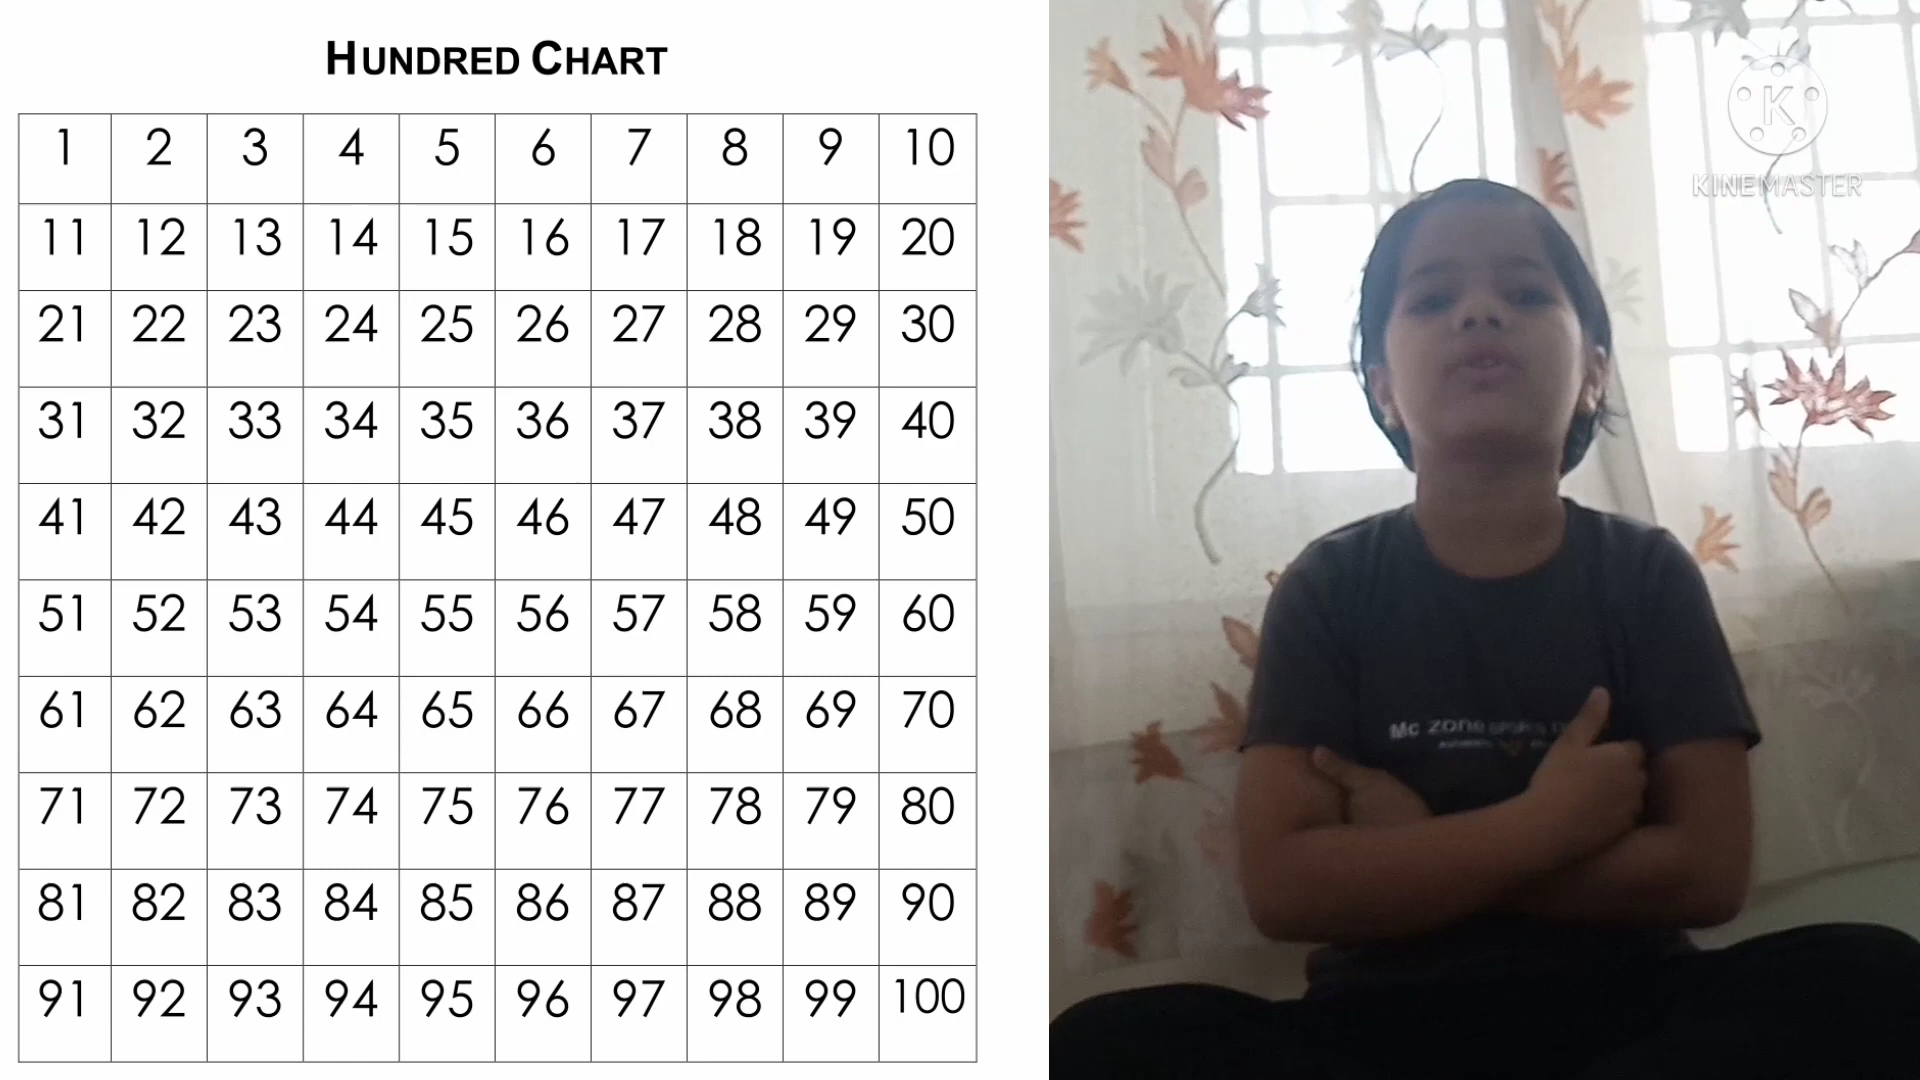 HUNDRED CHART
1 2 3 4 5 6 7 8 9 10
11 12 13 14 15 16 17 18 19 20
21 22 23 24 25 26 27 28 29 30
31 32 33 34 35 36 37 38 39 40
41 42 43 44 45 46 47 48 49 50
51 52 53 54 55 56 57 58 59 60
61 62 63 64 65 66 67 68 69 70
71 72 73 74 75 76 77 78 79 80
81 82 83 84 85 86 87 88 89 90
91 92 93 94 95 96 97 98 99 100
K
KINEMASTER
Mc zone SPORTS